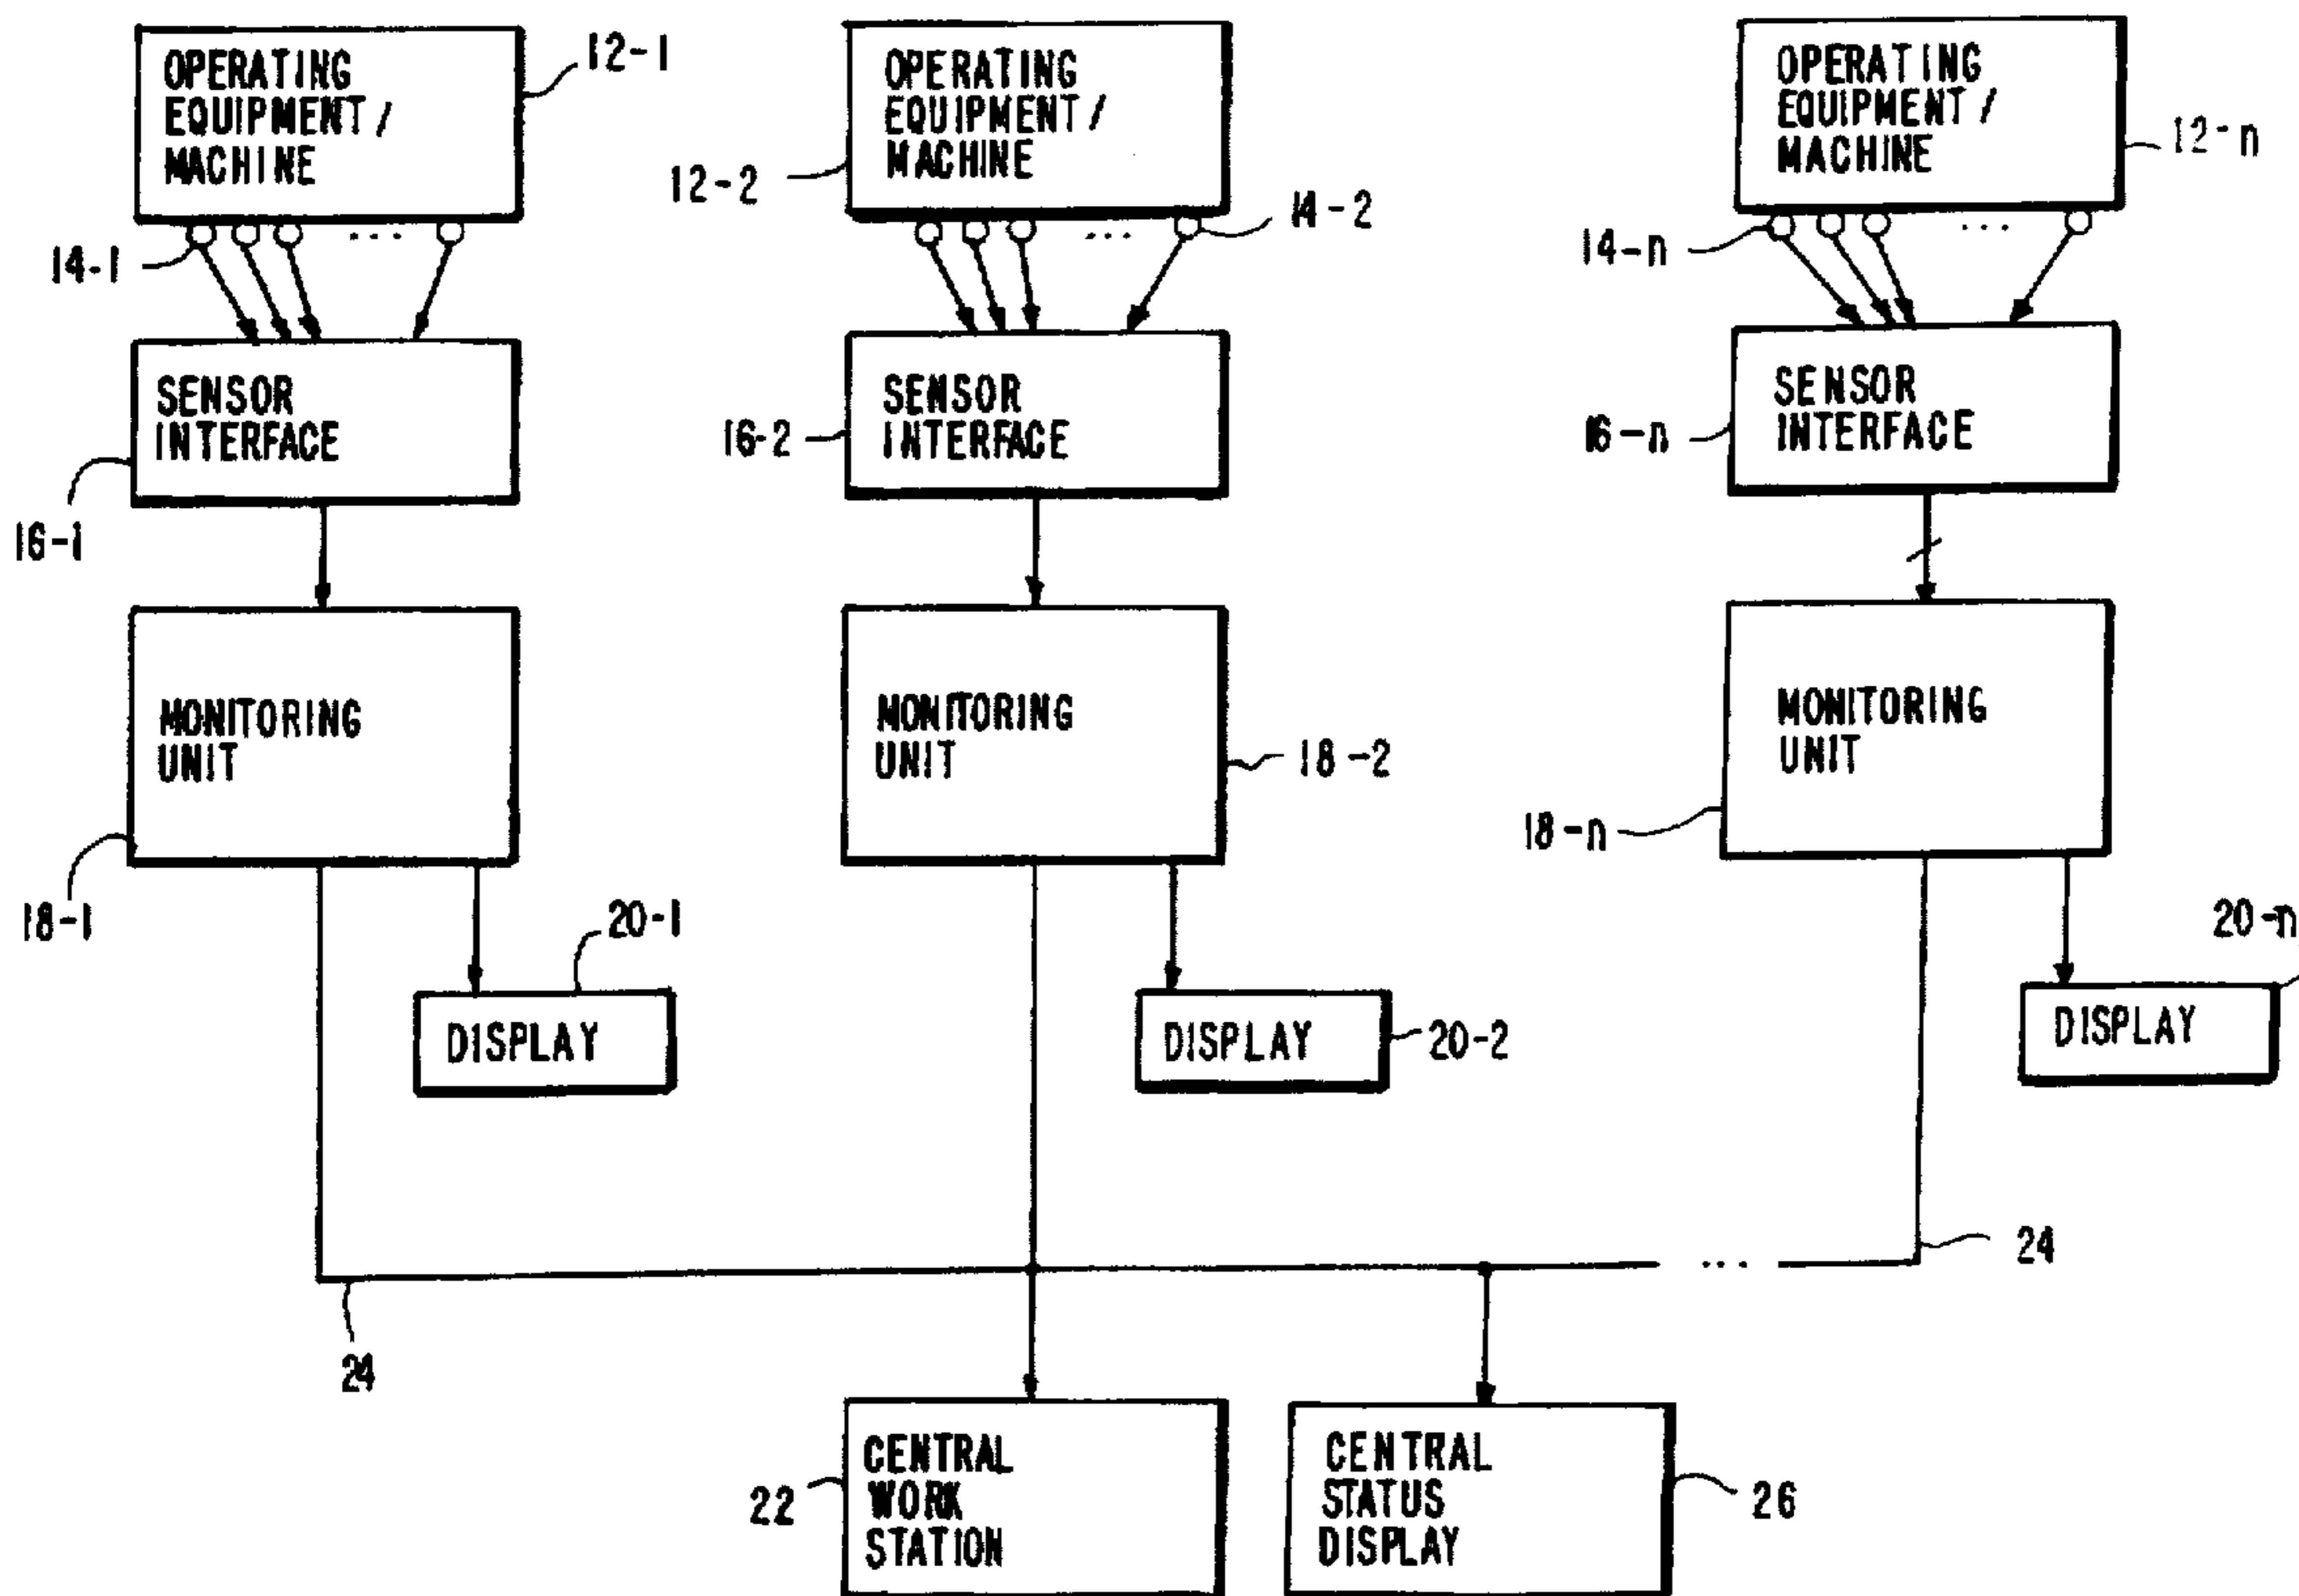 OPERATING
EQUIPMENT/
MACHINE
12-1
OPERATING
EQUIPMENT/
MACHINE
12-2
OPERATING
EQUIPMENT/
MACHINE
12-n
14-1
...
...
14-2
14-n
...
SENSOR
INTERFACE
16-1
SENSOR
INTERFACE
16-2
SENSOR
INTERFACE
16-n
MONITORING
UNIT
18-1
MONITORING
UNIT
18-2
MONITORING
UNIT
18-n
DISPLAY
20-1
DISPLAY
20-2
DISPLAY
20-n
24
...
24
CENTRAL
WORK
STATION
22
CENTRAL
STATUS
DISPLAY
26